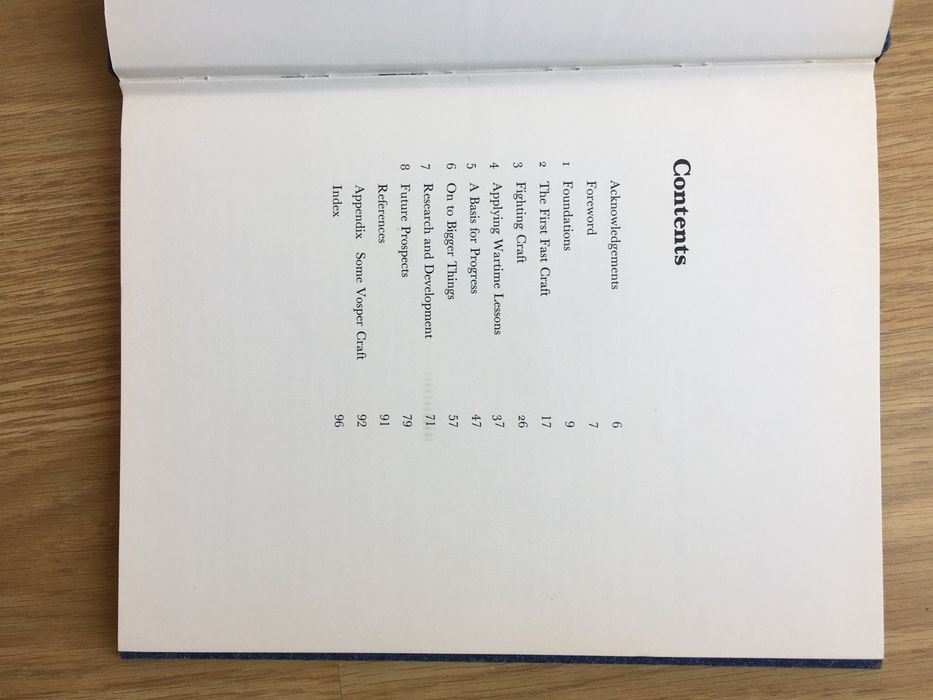 Contents
Acknowledgements 6
Foreword 7
1 Foundations 9
2 The First Fast Craft 17
3 Fighting Craft 26
4 Applying Wartime Lessons 37
5 A Basis for Progress 47
6 On to Bigger Things 57
7 Research and Development 71
8 Future Prospects 79
References 91
Appendix Some Vosper Craft 92
Index 96